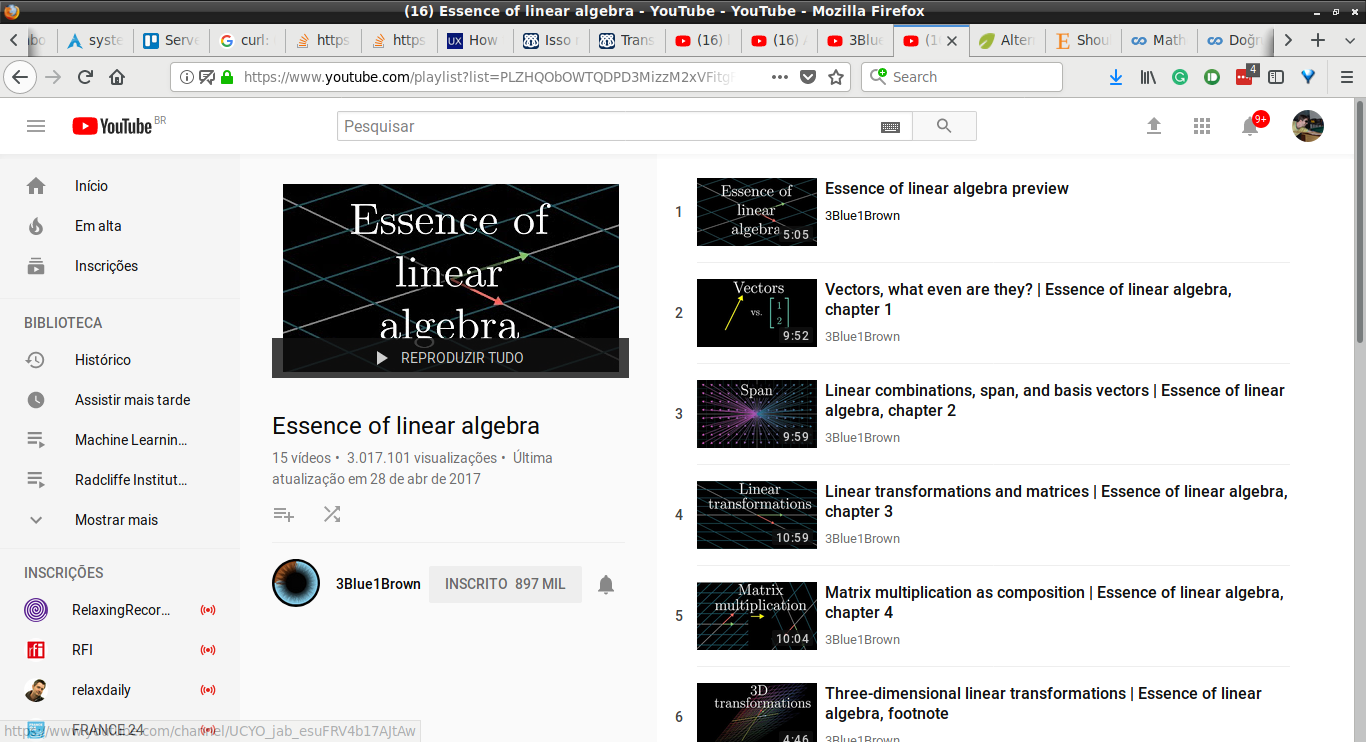 (16) Essence of linear algebra - YouTube - YouTube - Mozilla Firefox
syste
Serve
curl:
https
https
UX How
Isso
Trans
(16)
(16)
3Blue
Alter
Shou
Math
https://www.youtube.com/playlist?list=PLZHQObOWTQDPD3MizzM2xVFitgF
Search
4
YouTube BR
Pesquisar
9+
Início
Em alta
Inscrições
BIBLIOTECA
Histórico
Assistir mais tarde
Machine Learnin...
Radcliffe Institut...
Mostrar mais
INSCRIÇÕES
RelaxingRecor...
rfi RFI
relaxdaily
FRANCE 24
https://www.youtube.com/channel/UCYO_jab_esuFRV4b17AJtAw
Essence of
linear
algebra
REPRODUZIR TUDO
Essence of linear algebra
15 vídeos • 3.017.101 visualizações • Última
atualização em 28 de abr de 2017
3Blue1Brown INSCRITO 897 MIL
1
Essence of
linear
algebra 5:05
Essence of linear algebra preview
3Blue1Brown
2
Vectors
vs. 1 2
9:52
Vectors, what even are they? | Essence of linear algebra,
chapter 1
3Blue1Brown
3
Span
9:59
Linear combinations, span, and basis vectors | Essence of linear
algebra, chapter 2
3Blue1Brown
4
Linear
transformations
10:59
Linear transformations and matrices | Essence of linear algebra,
chapter 3
3Blue1Brown
5
Matrix
multiplication
10:04
Matrix multiplication as composition | Essence of linear algebra,
chapter 4
3Blue1Brown
6
3D
transformations
4:46
Three-dimensional linear transformations | Essence of linear
algebra, footnote
3Blue1Brown